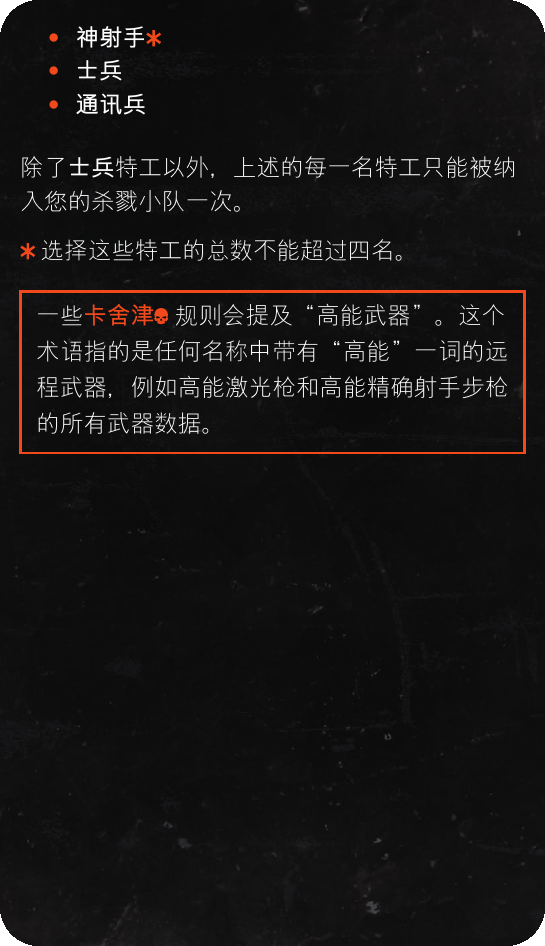 • 神射手*
• 士兵
• 通讯兵
除了士兵特工以外，上述的每一名特工只能被纳
入您的杀戮小队一次。
* 选择这些特工的总数不能超过四名。
一些卡舍津 规则会提及“高能武器”。这个
术语指的是任何名称中带有“高能”一词的远
程武器，例如高能激光枪和高能精确射手步枪
的所有武器数据。